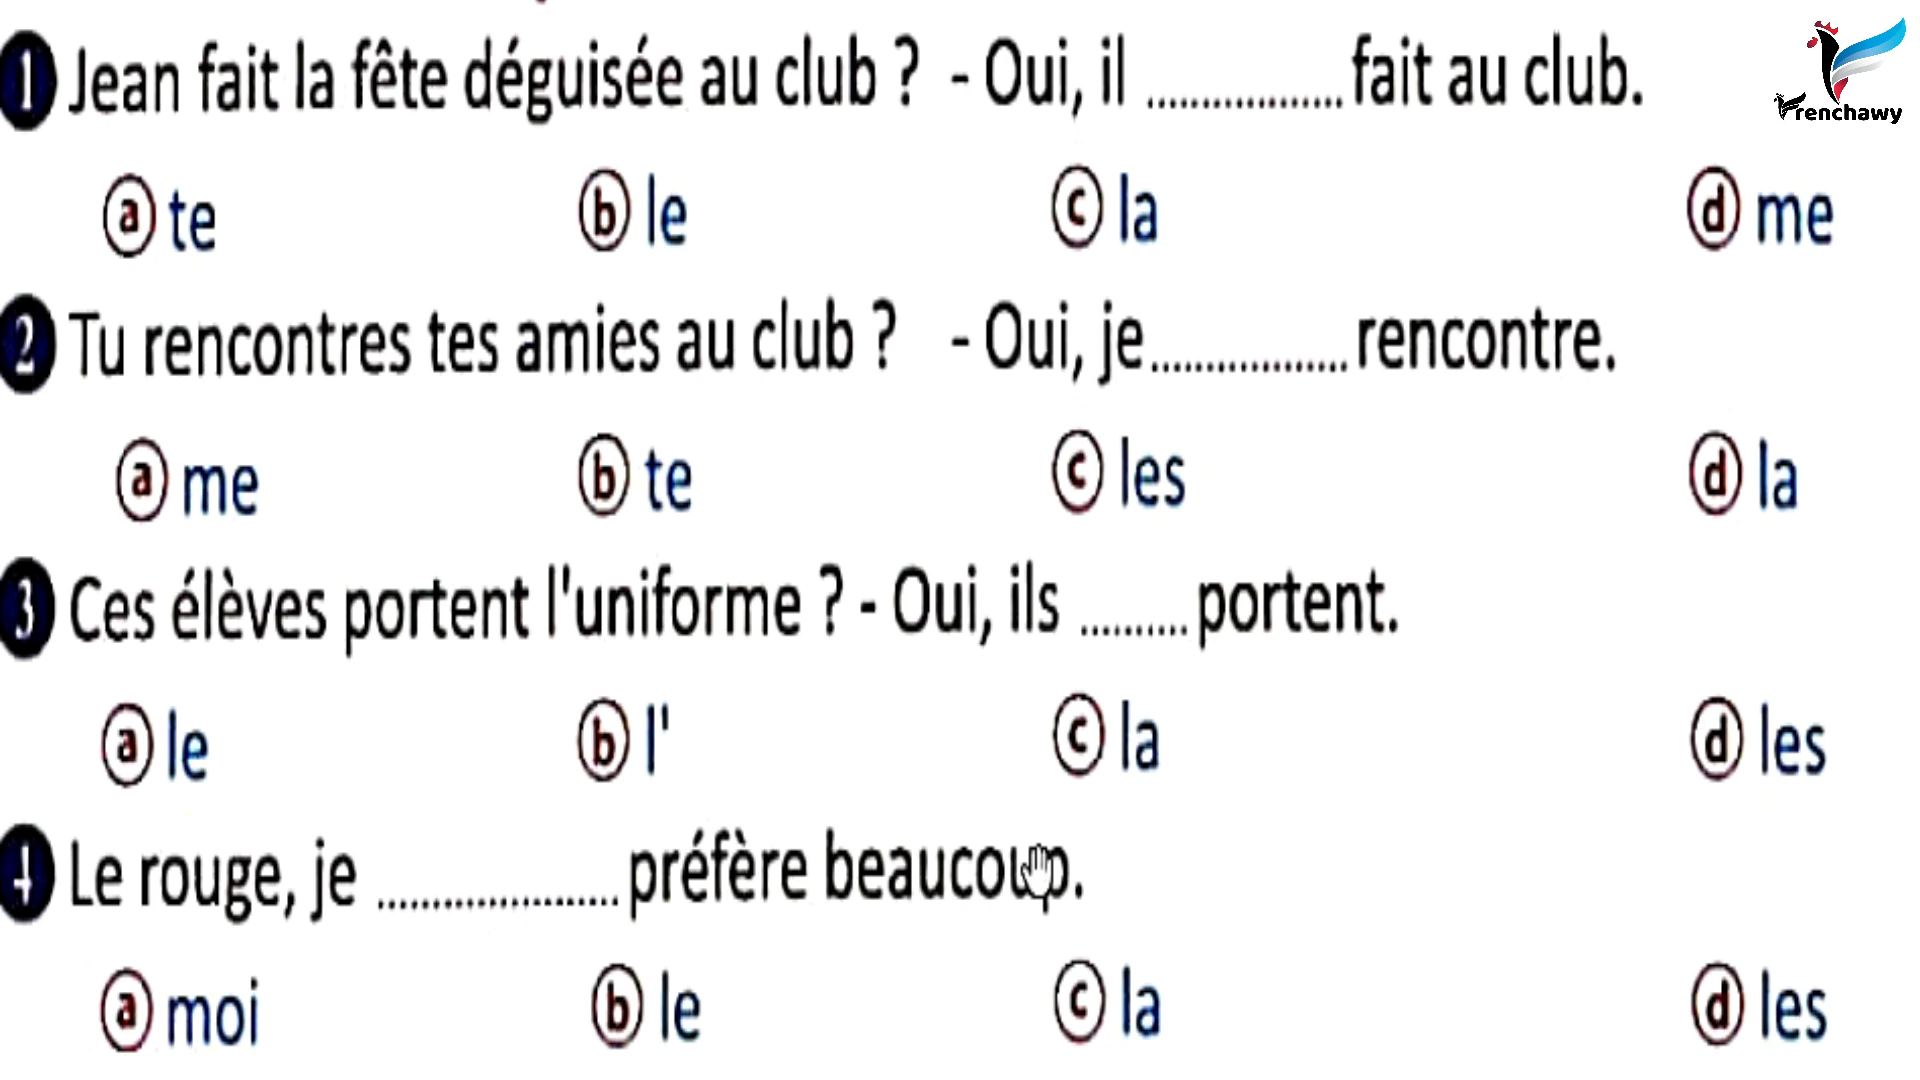 1 Jean fait la fête déguisée au club ? - Oui, il .................. fait au club.
Frenchawy
a te b le c la d me
2 Tu rencontres tes amies au club ? - Oui, je.................. rencontre.
a me b te c les d la
3 Ces élèves portent l'uniforme ? - Oui, ils .......... portent.
a le b l' c la d les
4 Le rouge, je ...................... préfère beaucoup.
a moi b le c la d les